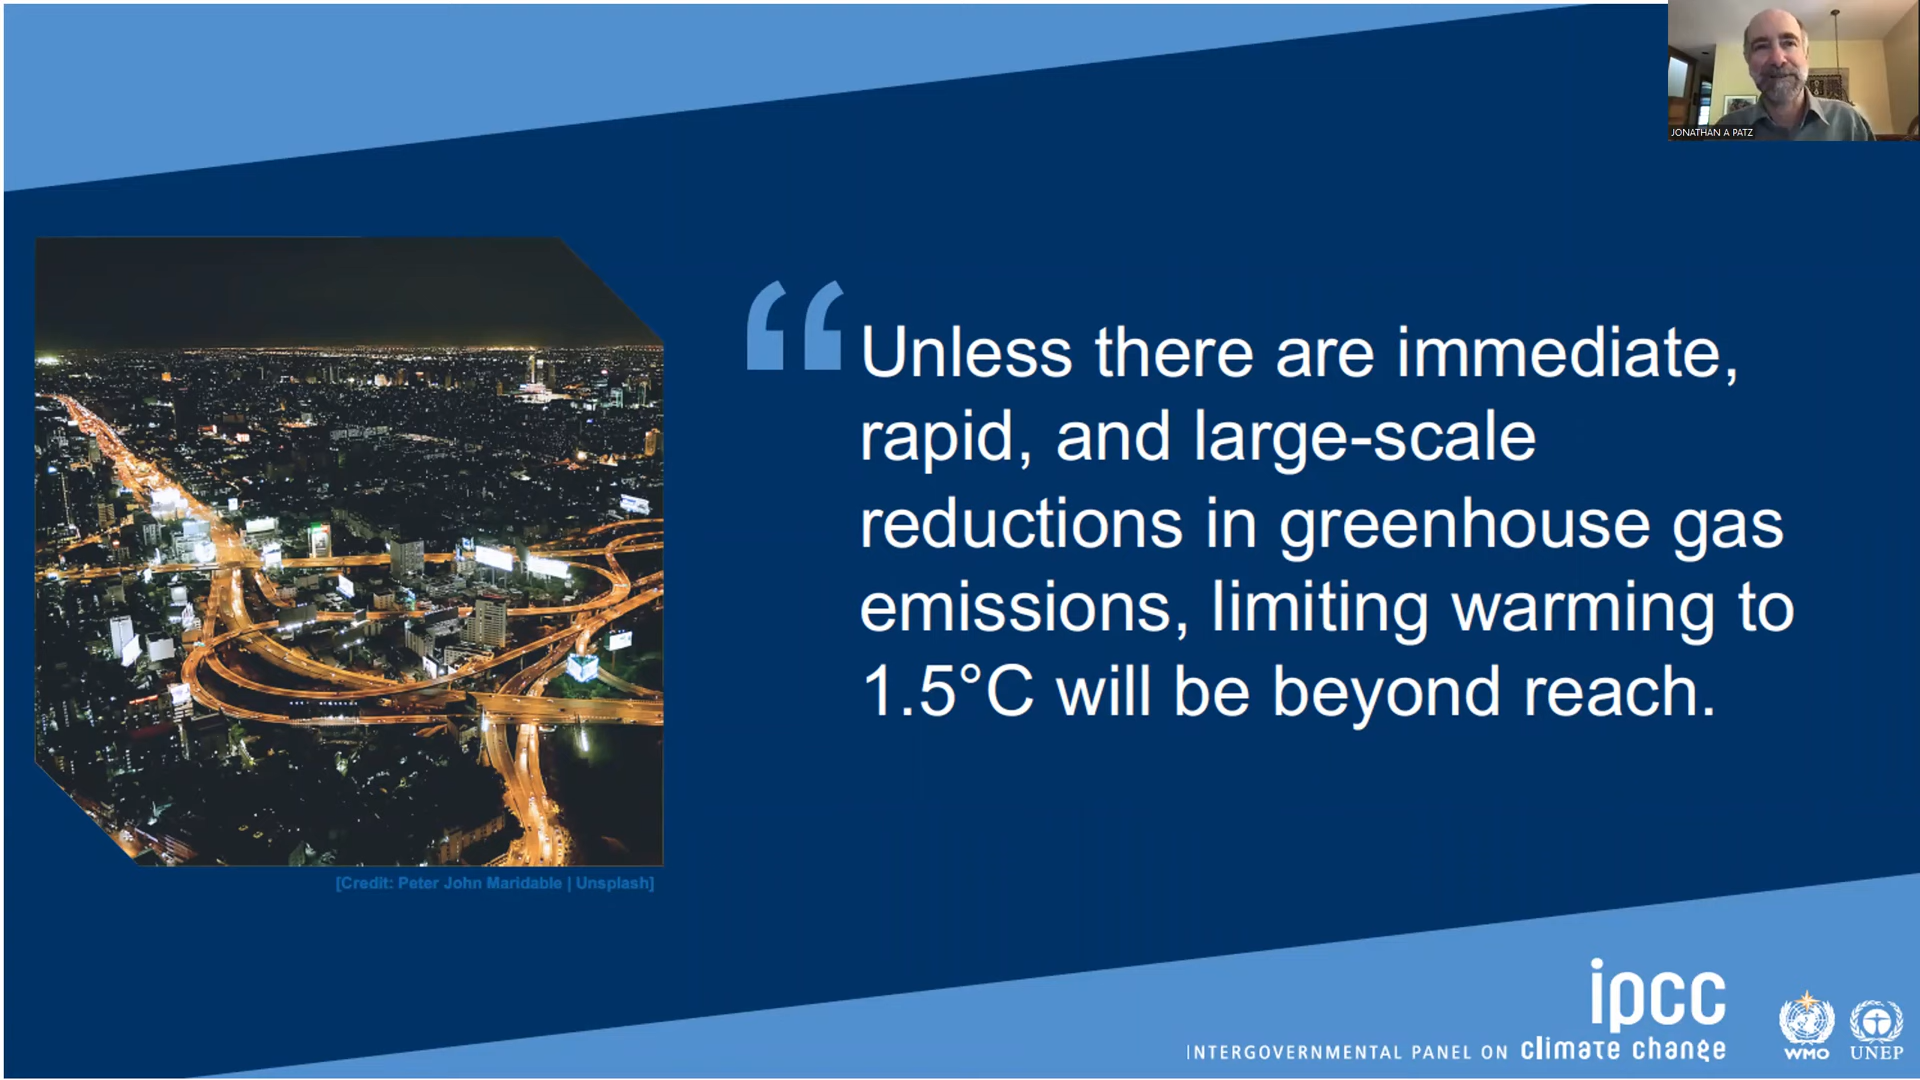 JONATHAN A PATZ
“Unless there are immediate,
rapid, and large-scale
reductions in greenhouse gas
emissions, limiting warming to
1.5°C will be beyond reach.
[Credit: Peter John Maridable | Unsplash]
ipcc
INTERGOVERNMENTAL PANEL ON climate change
WMO
UNEP